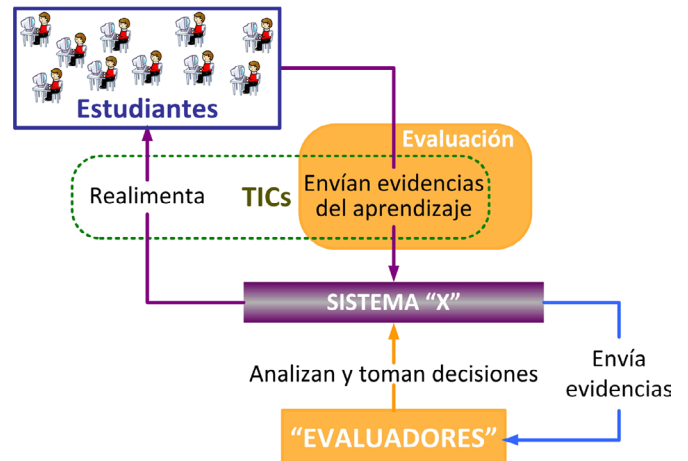 Estudiantes
Evaluación
Realimenta
TICs
Envían evidencias
del aprendizaje
SISTEMA “X”
Analizan y toman decisiones
Envía
evidencias
“EVALUADORES”